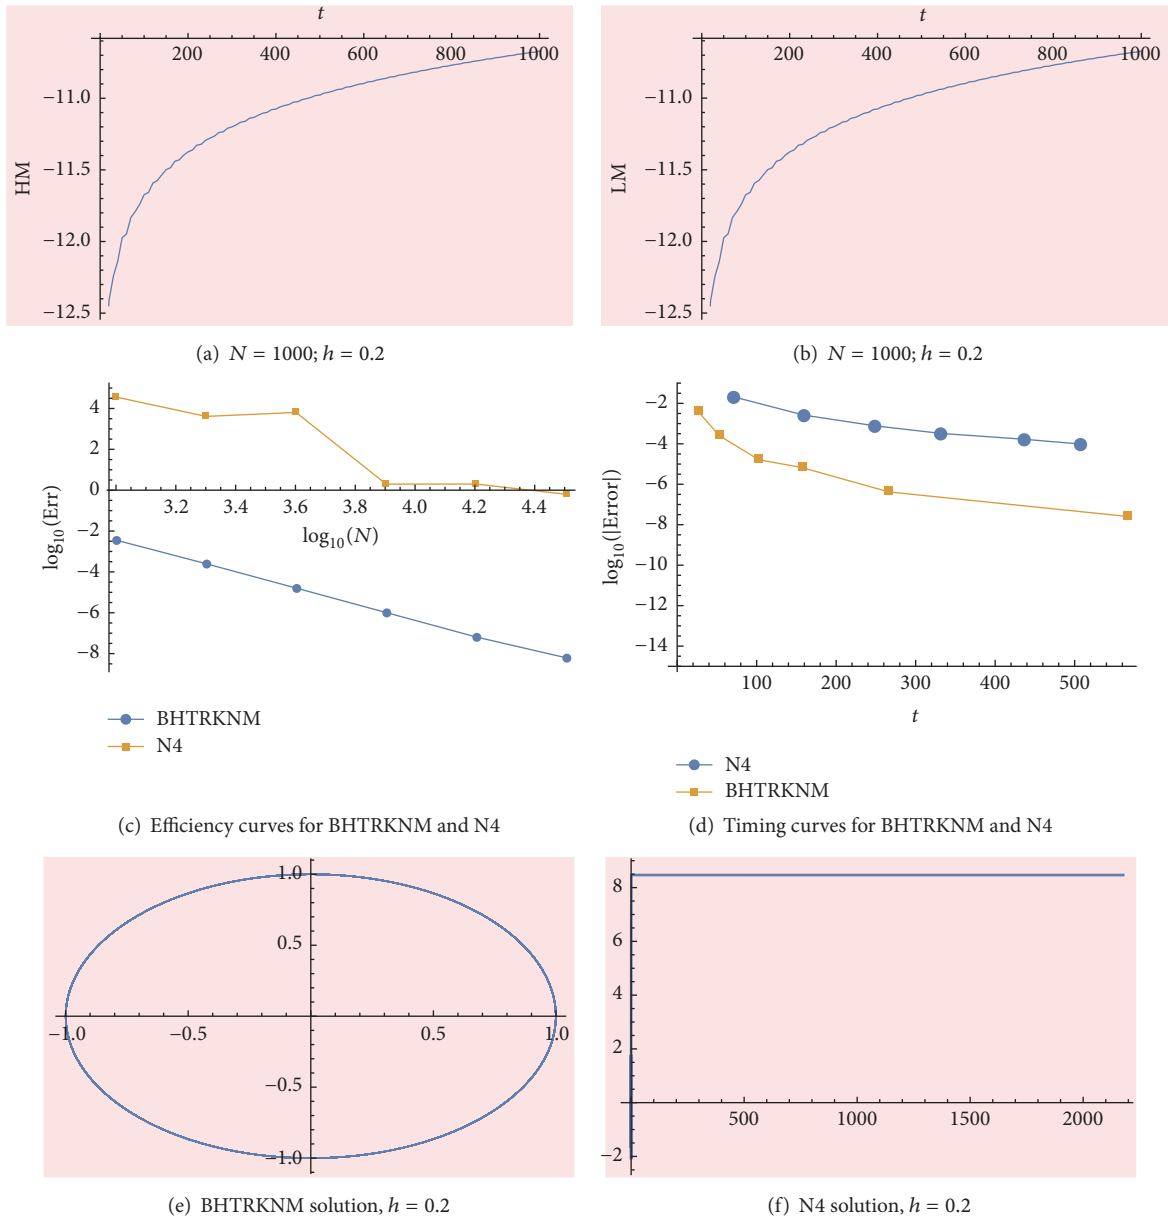 t
200 400 600 800 1000
−11.0
−11.5
−12.0
−12.5
HM
(a) N = 1000; h = 0.2
t
200 400 600 800 1000
−11.0
−11.5
−12.0
−12.5
LM
(b) N = 1000; h = 0.2
4
2
0
−2
−4
−6
−8
3.2 3.4 3.6 3.8 4.0 4.2 4.4
log₁₀(N)
log₁₀(Err)
BHTRKNM
N4
(c) Efficiency curves for BHTRKNM and N4
−2
−4
−6
−8
−10
−12
−14
100 200 300 400 500
t
log₁₀(|Error|)
N4
BHTRKNM
(d) Timing curves for BHTRKNM and N4
1.0
0.5
−1.0 −0.5 0.5 1.0
−0.5
−1.0
(e) BHTRKNM solution, h = 0.2
8
4
2
500 1000 1500 2000
−2
(f) N4 solution, h = 0.2